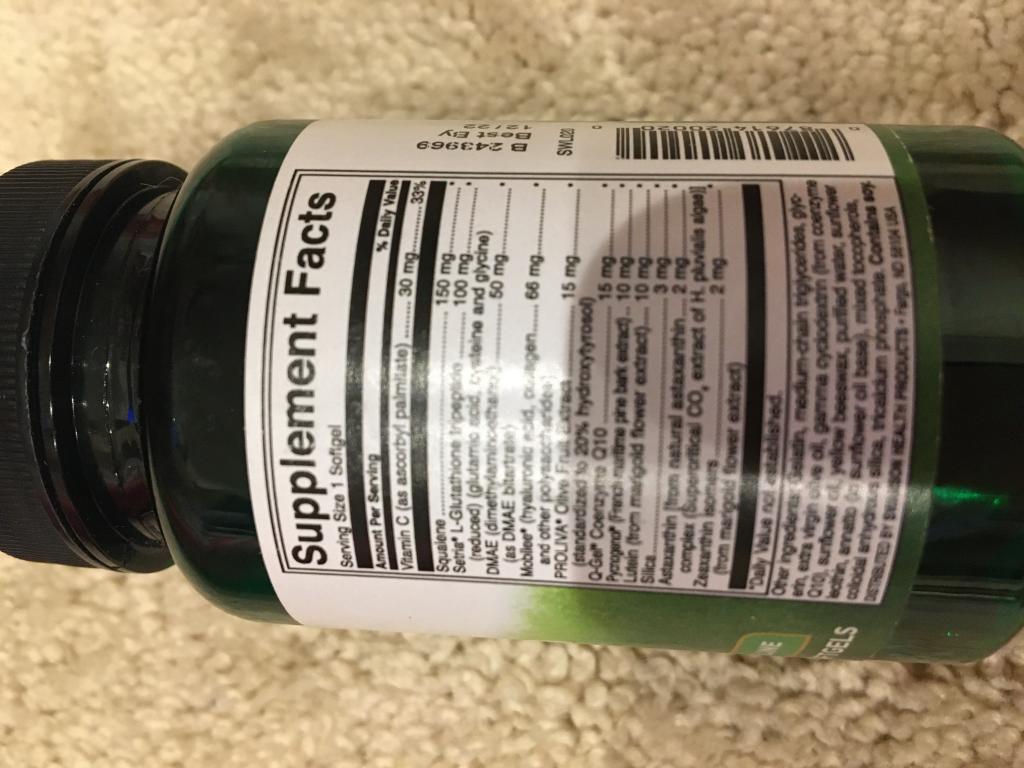 Supplement Facts
Serving Size 1 Softgel
Amount Per Serving % Daily Value
Vitamin C (as ascorbyl palmitate) ........ 30 mg ........ 33%
Squalene ........ 150 mg ........ *
Setria® L-Glutathione tripeptide ........ 100 mg ........ *
(reduced) (glutamic acid, cysteine and glycine)
DMAE (dimethylaminoethanol) ........ 50 mg ........ *
(as DMAE bitartrate)
Mobilee® (hyaluronic acid, collagen ........ 66 mg ........ *
and other polysaccharides)
PROLIVA® Olive Fruit Extract ........ 15 mg ........ *
(standardized to 20% hydroxytyrosol)
Q-Gel® Coenzyme Q10 ........ 15 mg ........ *
Pycnogenol® (French maritime pine bark extract) .. 10 mg ........ *
Lutein (from marigold flower extract) .... 10 mg ........ *
Silica ........ 3 mg ........ *
Astaxanthin [from natural astaxanthin ........ 2 mg ........ *
complex (Supercritical CO2 extract of H. pluvialis algae)]
Zeaxanthin isomers ........ 2 mg ........ *
(from marigold flower extract)
*Daily Value not established.
Other ingredients: gelatin, medium-chain triglycerides, glyc-
erin, extra virgin olive oil, gamma cyclodextrin (from coenzyme
Q10), sunflower oil, yellow beeswax, purified water, sunflower
lecithin, annatto (in sunflower oil base), mixed tocopherols,
colloidal anhydrous silica, tricalcium phosphate. Contains soy.
DISTRIBUTED BY SWANSON HEALTH PRODUCTS - Fargo, ND 58104 USA
B 243969
Best By
12/22
SWL020
0
87614 20020
0